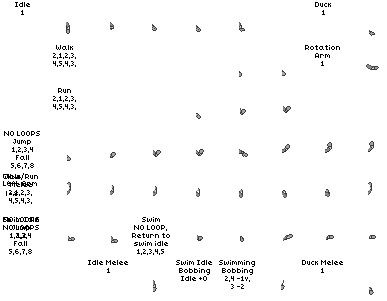 Idle
1
Duck
1
Walk
2,1,2,3,
4,5,4,3,
Rotation
Arm
1
Run
2,1,2,3,
4,5,4,3,
NO LOOPS
Jump
1,2,3,4
Fall
5,6,7,8
2,1,2,3,
4,5,4,3,
Fall
5,6,7,8
Swim
NO LOOP,
Return to
swim idle
1,2,3,4,5
Idle Melee
1
Swim Idle
Bobbing
Idle +0
Swimming
Bobbing
2,4 -1v,
3 -2
Duck Melee
1